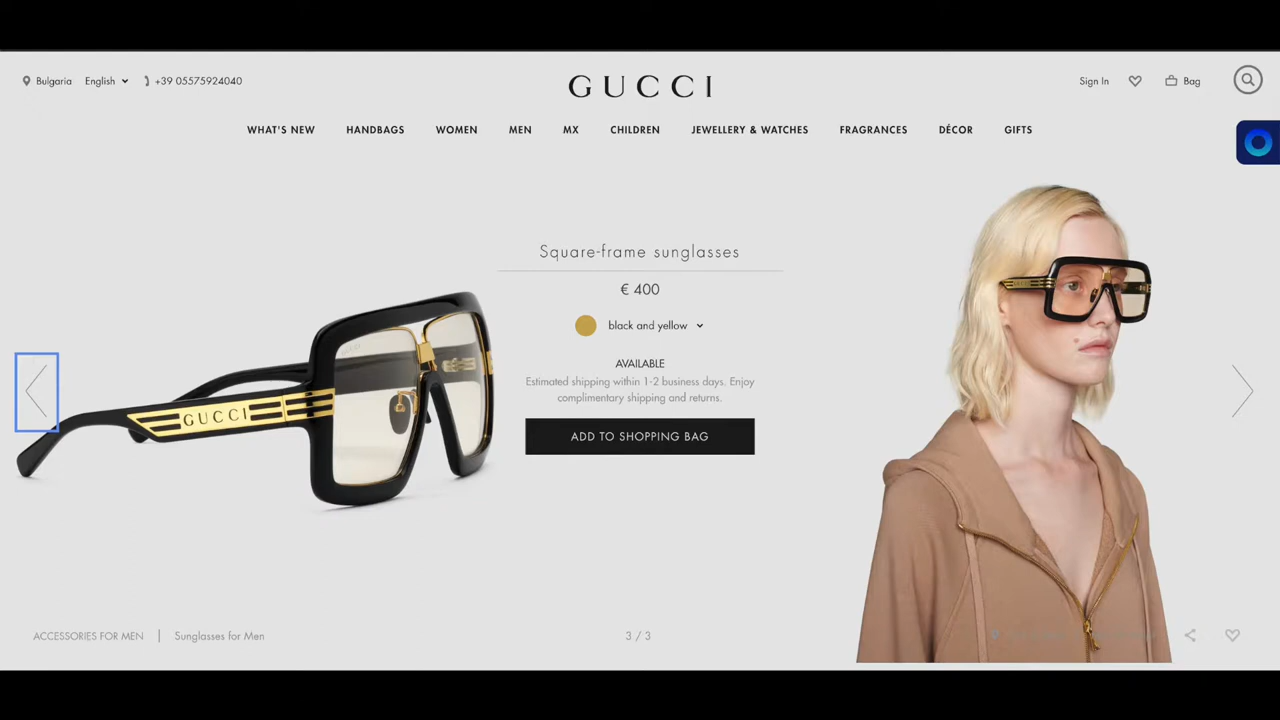 Bulgaria English +39 05575924040
GUCCI
Sign In Bag
WHAT'S NEW HANDBAGS WOMEN MEN MX CHILDREN JEWELLERY & WATCHES FRAGRANCES DÉCOR GIFTS
Square-frame sunglasses
€ 400
black and yellow
AVAILABLE
Estimated shipping within 1-2 business days. Enjoy
complimentary shipping and returns.
ADD TO SHOPPING BAG
GUCCI
ACCESSORIES FOR MEN | Sunglasses for Men
3 / 3